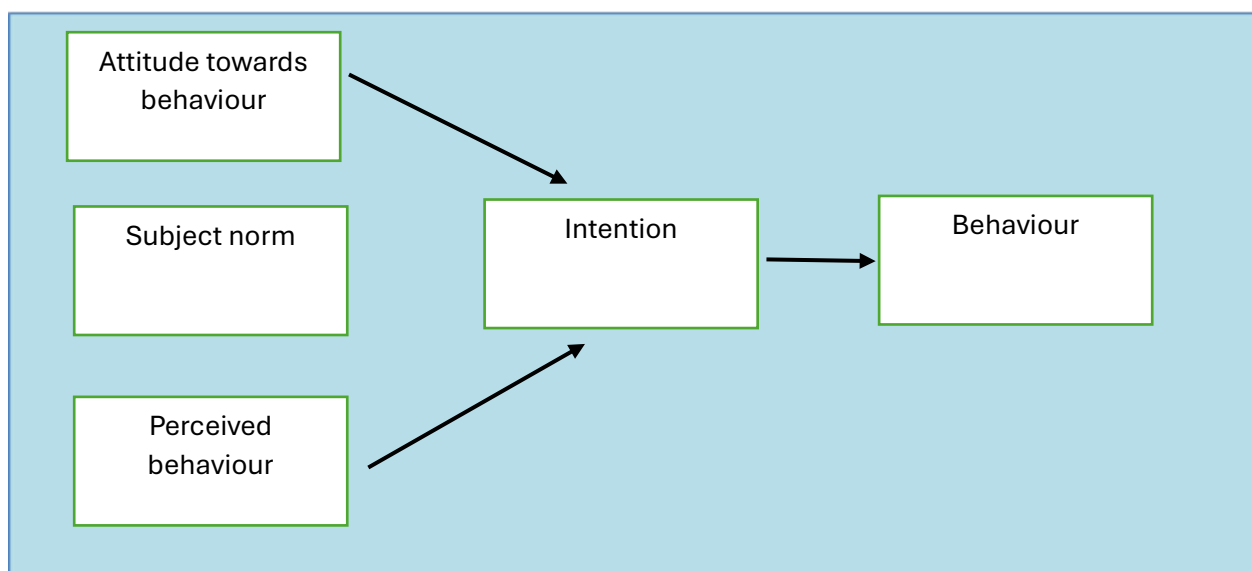 Attitude towards
behaviour
Subject norm
Intention
Behaviour
Perceived
behaviour